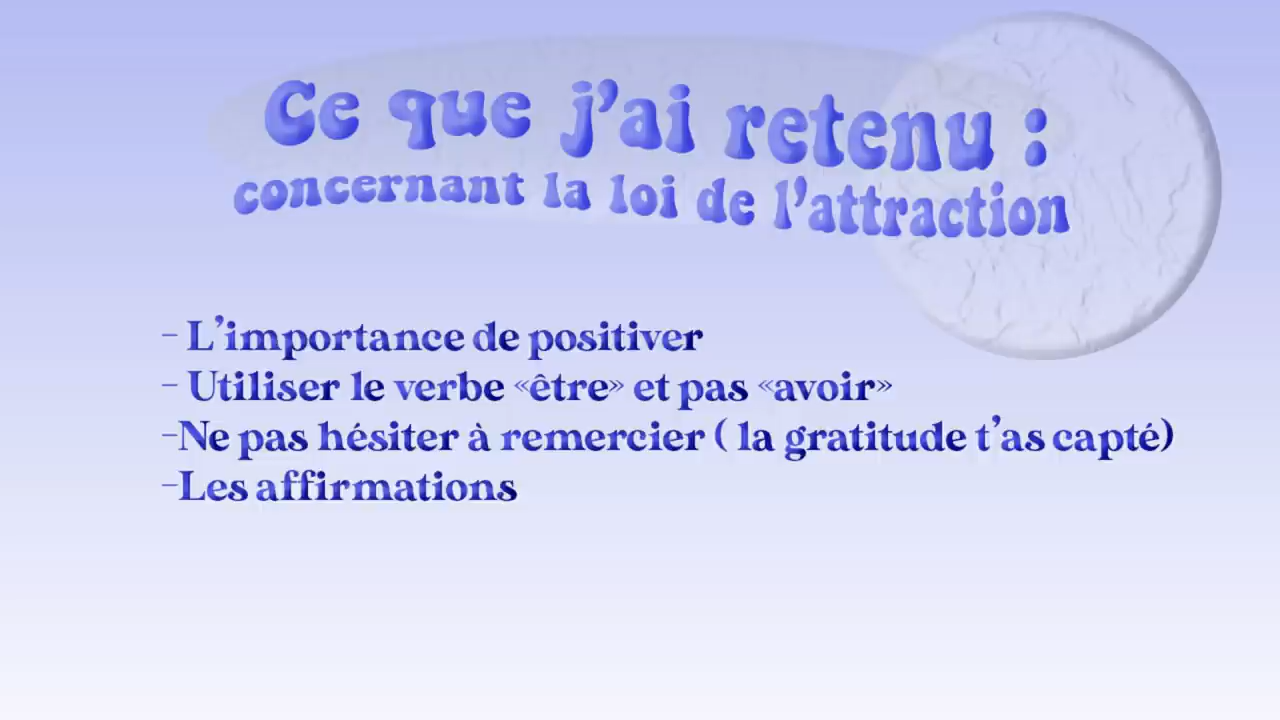 Ce que j'ai retenu :
concernant la loi de l'attraction
- L'importance de positiver
- Utiliser le verbe «être» et pas «avoir»
-Ne pas hésiter à remercier ( la gratitude t'as capté)
-Les affirmations